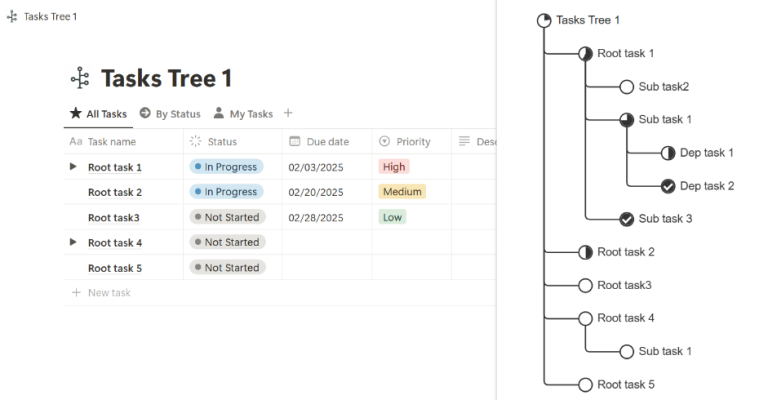 Tasks Tree 1
Tasks Tree 1
All Tasks By Status My Tasks
Aa Task name Status Due date Priority Desc
Root task 1 In Progress 02/03/2025 High
Root task 2 In Progress 02/20/2025 Medium
Root task3 Not Started 02/28/2025 Low
Root task 4 Not Started
Root task 5 Not Started
New task
Tasks Tree 1
Root task 1
Sub task2
Sub task 1
Dep task 1
Dep task 2
Sub task 3
Root task 2
Root task3
Root task 4
Sub task 1
Root task 5